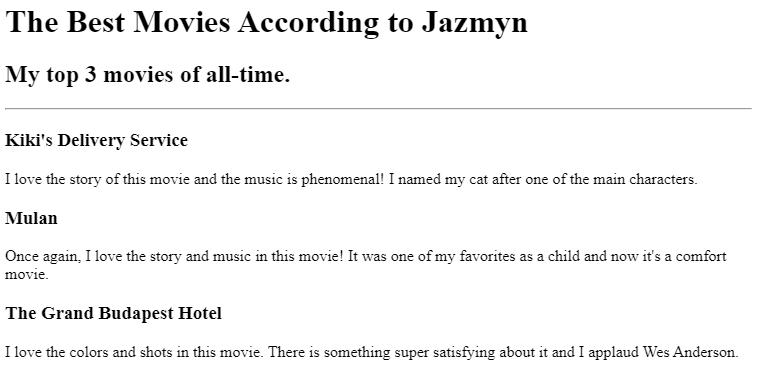 The Best Movies According to Jazmyn
My top 3 movies of all-time.
Kiki's Delivery Service
I love the story of this movie and the music is phenomenal! I named my cat after one of the main characters.
Mulan
Once again, I love the story and music in this movie! It was one of my favorites as a child and now it's a comfort
movie.
The Grand Budapest Hotel
I love the colors and shots in this movie. There is something super satisfying about it and I applaud Wes Anderson.